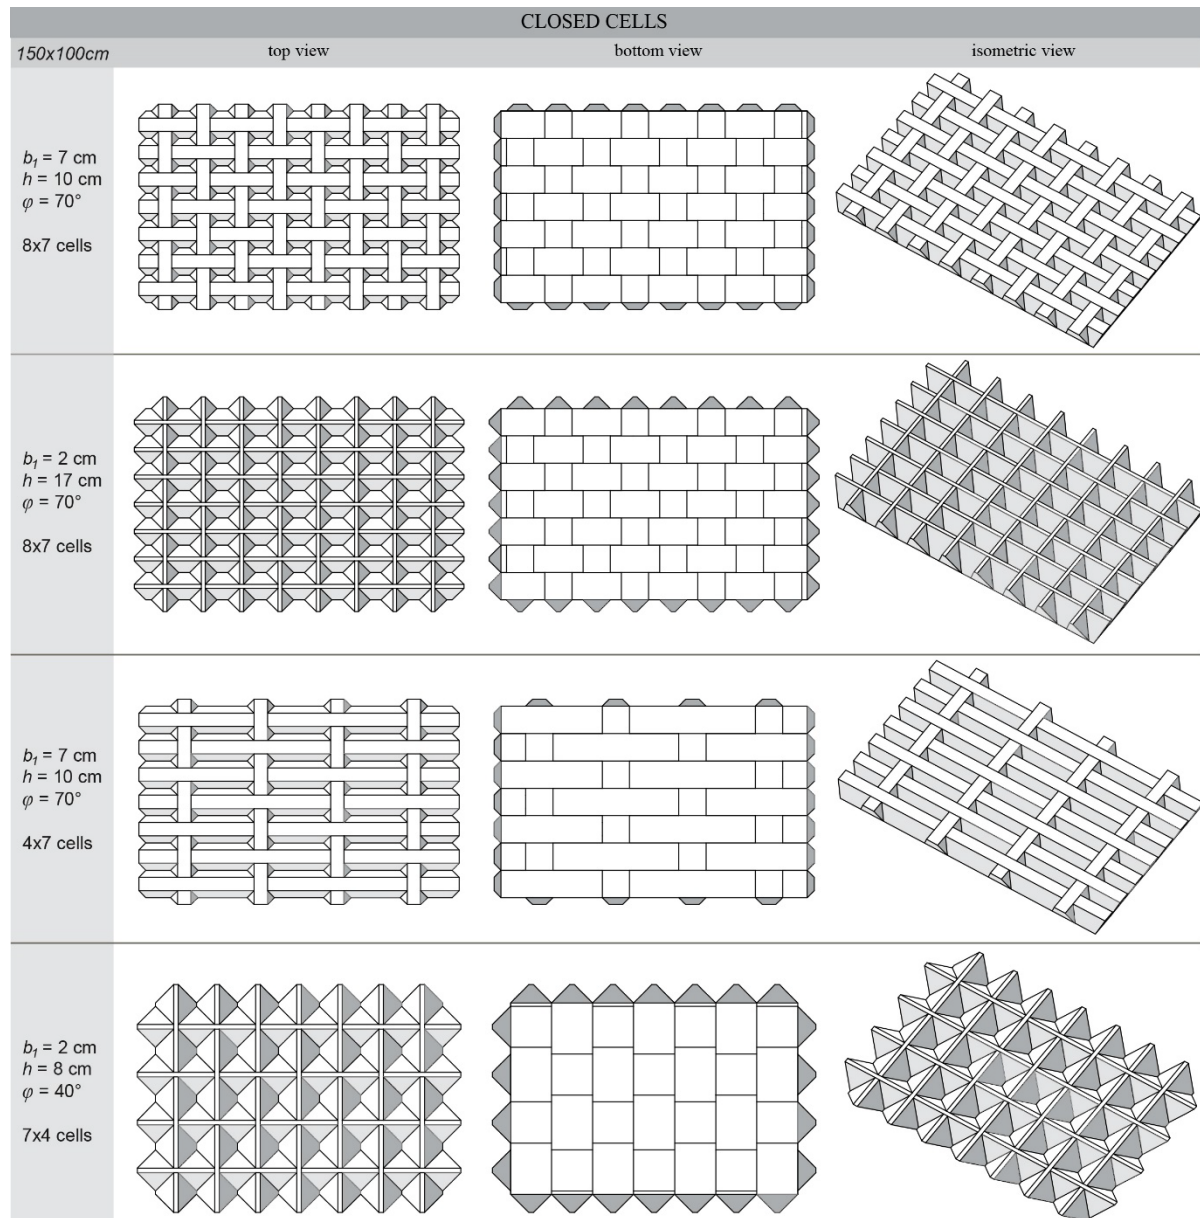 CLOSED CELLS
150x100cm top view bottom view isometric view
b₁ = 7 cm
h = 10 cm
φ = 70°
8x7 cells
b₁ = 2 cm
h = 17 cm
φ = 70°
8x7 cells
b₁ = 7 cm
h = 10 cm
φ = 70°
4x7 cells
b₁ = 2 cm
h = 8 cm
φ = 40°
7x4 cells